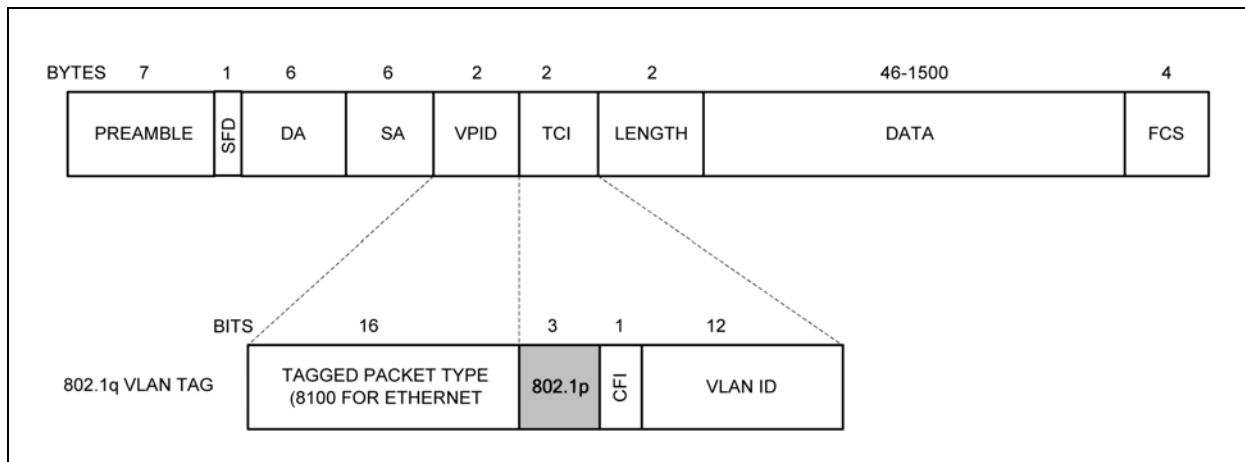 BYTES 7 1 6 6 2 2 2 46-1500 4
PREAMBLE SFD DA SA VPID TCI LENGTH DATA FCS
BITS 16 3 1 12
802.1q VLAN TAG
TAGGED PACKET TYPE
(8100 FOR ETHERNET
802.1p CFI VLAN ID